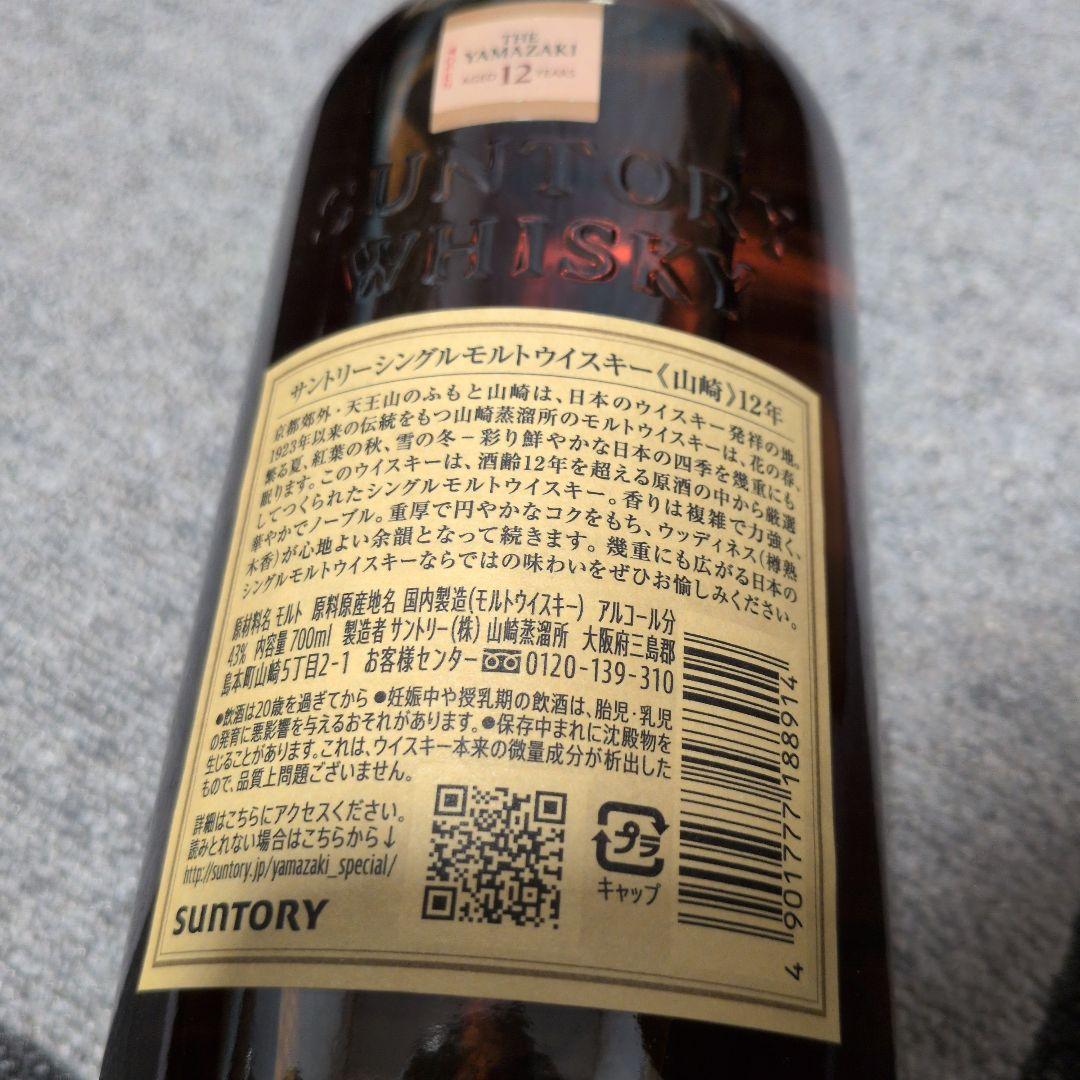 THE
YAMAZAKI
AGED 12 YEARS
SUNTORY
WHISKY
サントリーシングルモルトウイスキー《山崎》12年
京都郊外・天王山のふもと山崎は、日本のウイスキー発祥の地。
1923年以来の伝統をもつ山崎蒸溜所のモルトウイスキーは、花の春、
繁る夏、紅葉の秋、雪の冬−彩り鮮やかな日本の四季を幾重にも
眠ります。このウイスキーは、酒齢12年を超える原酒の中から厳選
してつくられたシングルモルトウイスキー。香りは複雑で力強く、
華やかでノーブル。重厚で円やかなコクをもち、ウッディネス(樽熟
木香)が心地よい余韻となって続きます。幾重にも広がる日本の
シングルモルトウイスキーならではの味わいをぜひお愉しみください。
原材料名 モルト 原料原産地名 国内製造(モルトウイスキー) アルコール分
43% 内容量 700ml 製造者 サントリー(株) 山崎蒸溜所 大阪府三島郡
島本町山崎5丁目2-1 お客様センター 0120-139-310
●飲酒は20歳を過ぎてから ●妊娠中や授乳期の飲酒は、胎児・乳児
の発育に悪影響を与えるおそれがあります。●保存中まれに沈殿物を
生じることがあります。これは、ウイスキー本来の微量成分が析出した
もので、品質上問題ございません。
詳細はこちらにアクセスください。
読みとれない場合はこちらから↓
http://suntory.jp/yamazaki_special/
SUNTORY
プラ
キャップ
4 901777 188914